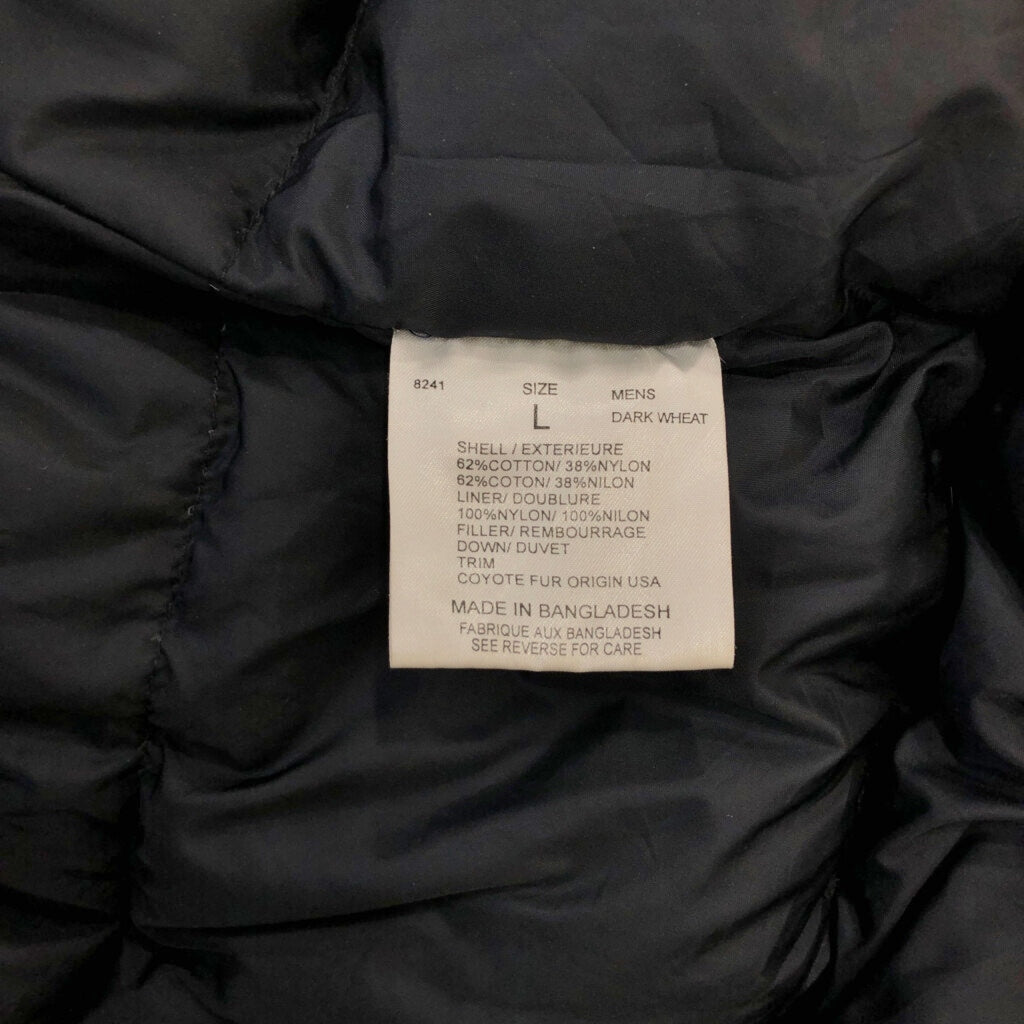 8241 SIZE MENS
L DARK WHEAT
SHELL / EXTERIEURE
62%COTTON/ 38%NYLON
62%COTON/ 38%NILON
LINER/ DOUBLURE
100%NYLON/ 100%NILON
FILLER/ REMBOURRAGE
DOWN/ DUVET
TRIM
COYOTE FUR ORIGIN USA
MADE IN BANGLADESH
FABRIQUE AUX BANGLADESH
SEE REVERSE FOR CARE